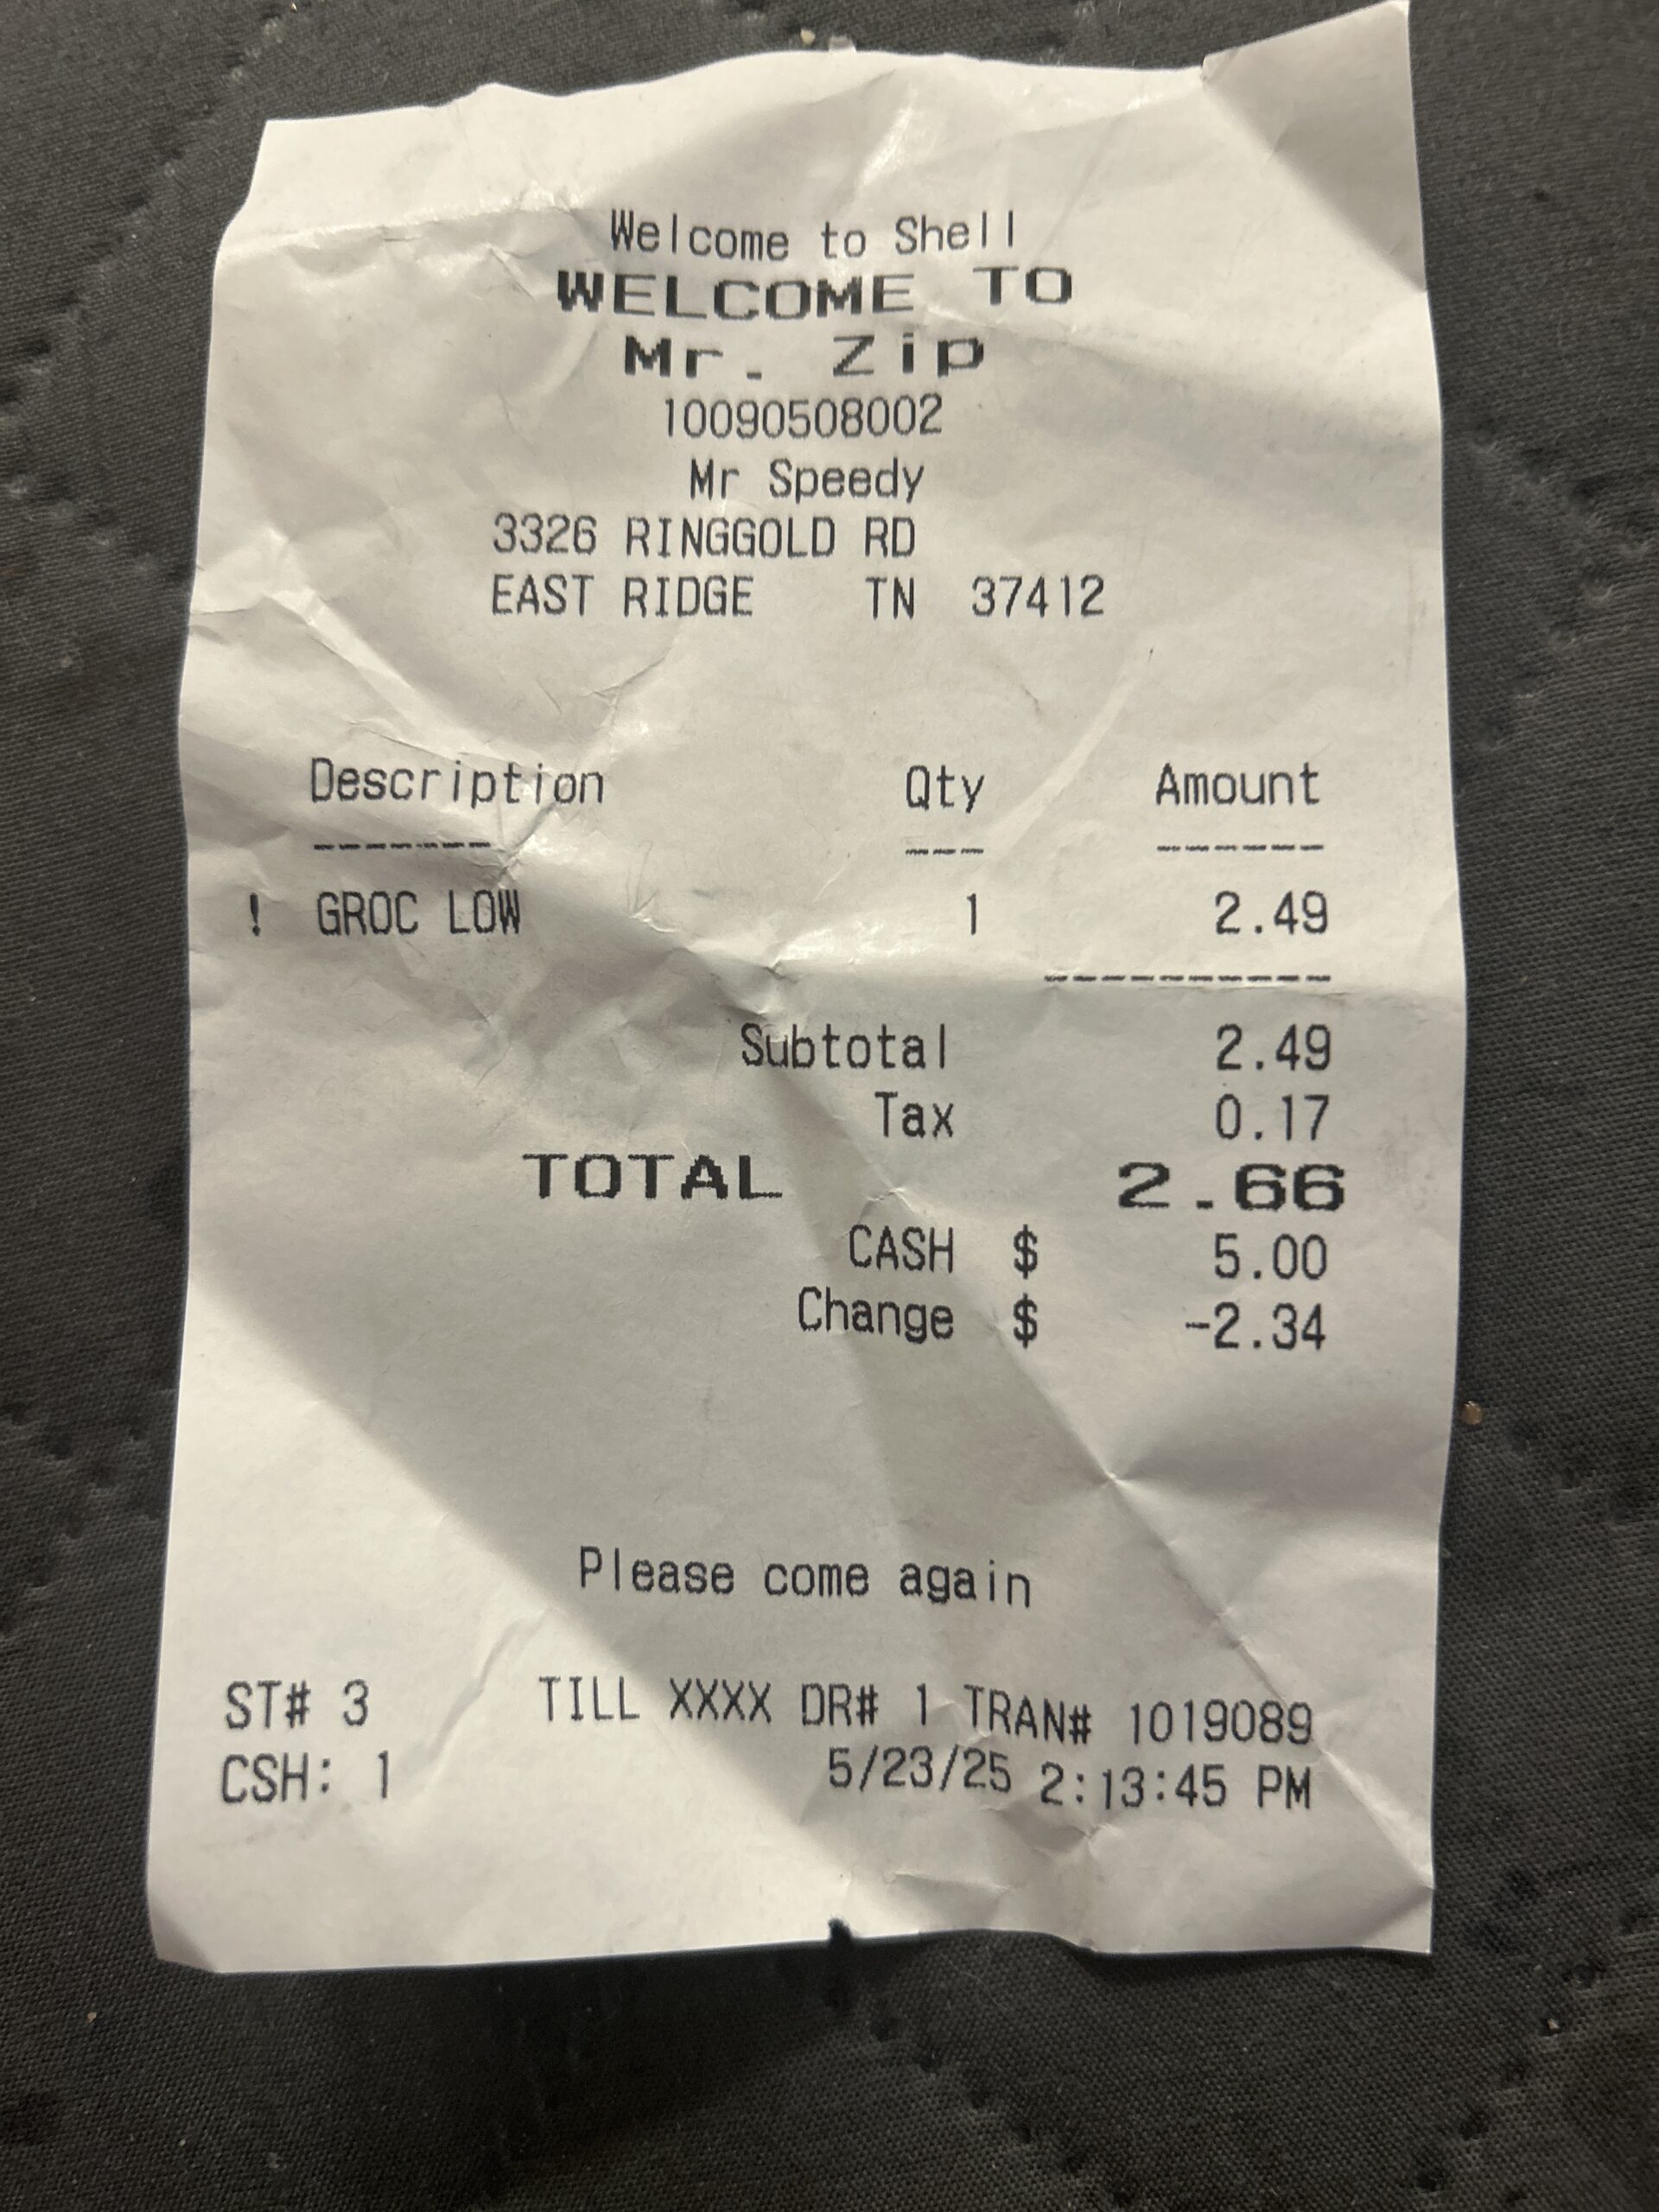 Welcome to Shell
WELCOME TO
Mr. Zip
10090508002
Mr Speedy
3326 RINGGOLD RD
EAST RIDGE TN 37412
Description Qty Amount
------- --- ------
! GROC LOW 1 2.49
----------
Subtotal 2.49
Tax 0.17
TOTAL 2.66
CASH $ 5.00
Change $ -2.34
Please come again
ST# 3 TILL XXXX DR# 1 TRAN# 1019089
CSH: 1 5/23/25 2:13:45 PM